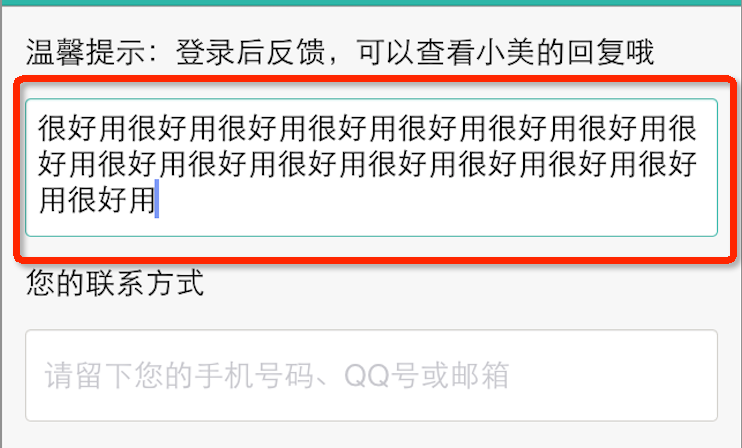 温馨提示：登录后反馈，可以查看小美的回复哦
很好用很好用很好用很好用很好用很好用很好用很
好用很好用很好用很好用很好用很好用很好用很好
用很好用
您的联系方式
请留下您的手机号码、QQ号或邮箱